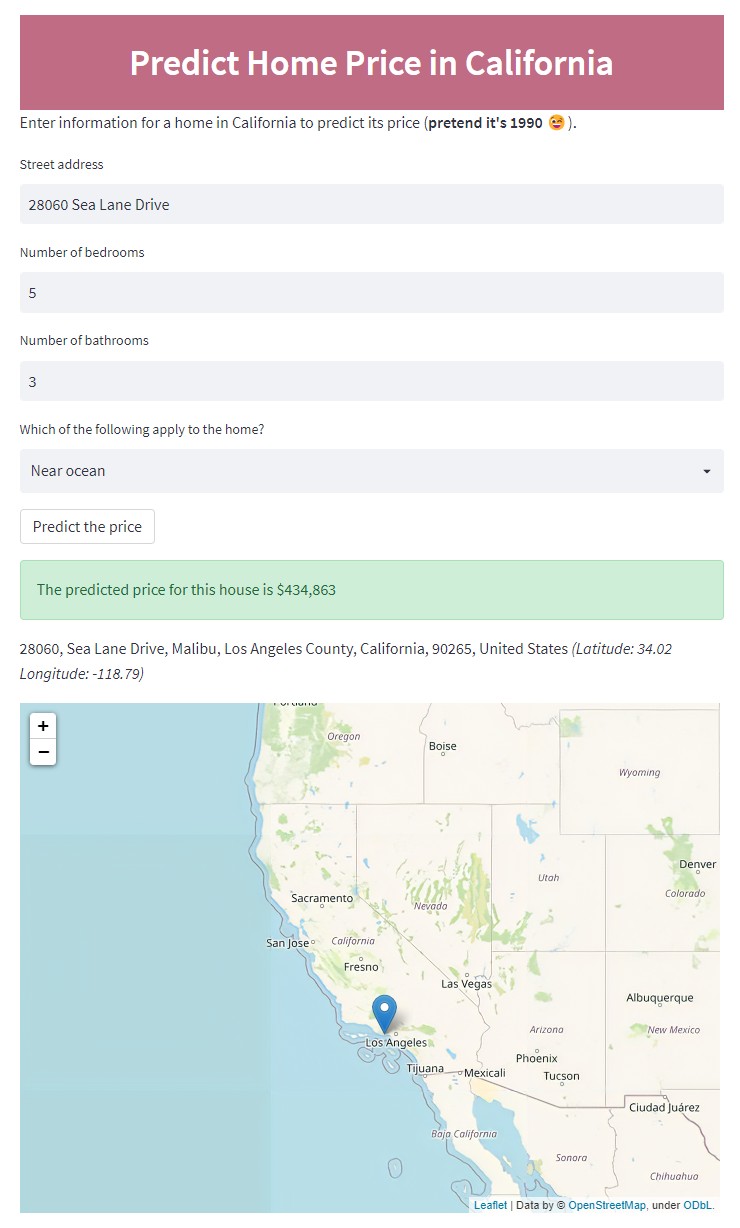 Predict Home Price in California
Enter information for a home in California to predict its price (pretend it's 1990 😜).
Street address
28060 Sea Lane Drive
Number of bedrooms
5
Number of bathrooms
3
Which of the following apply to the home?
Near ocean
Predict the price
The predicted price for this house is $434,863
28060, Sea Lane Drive, Malibu, Los Angeles County, California, 90265, United States (Latitude: 34.02
Longitude: -118.79)
+
−
Portland
Oregon
Boise
Wyoming
Denver
Colorado
Utah
Sacramento
Nevada
San Jose
California
Fresno
Las Vegas
Albuquerque
Arizona
New Mexico
Los Angeles
Phoenix
Tijuana
Mexicali
Tucson
Ciudad Juárez
Baja California
Sonora
Chihuahua
Leaflet | Data by © OpenStreetMap, under ODbL.